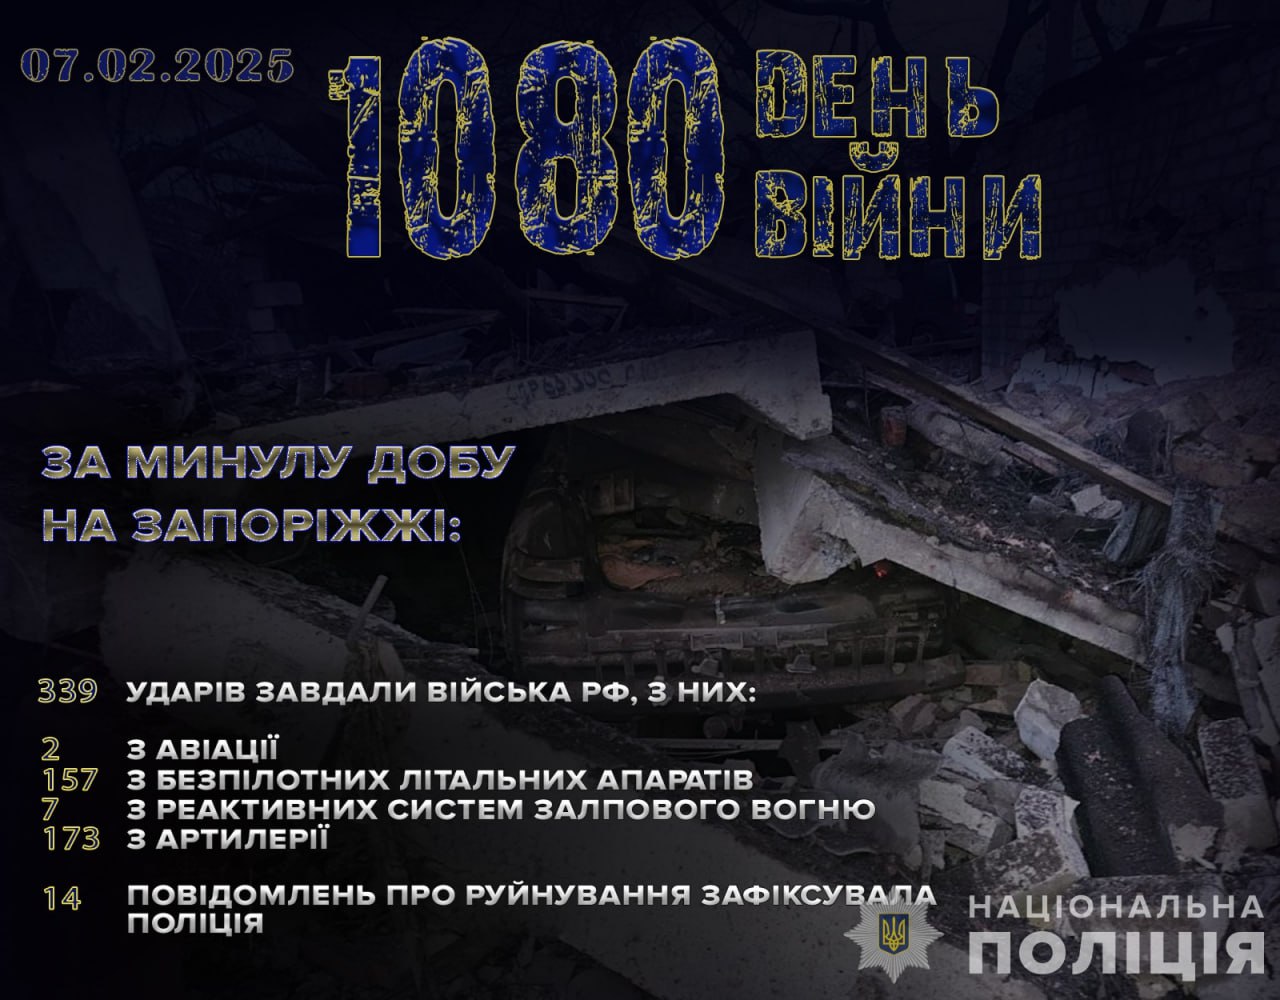 07.02.2025
1080 ДЕНЬ
ВІЙНИ
ЗА МИНУЛУ ДОБУ
НА ЗАПОРІЖЖІ:
339 УДАРІВ ЗАВДАЛИ ВІЙСЬКА РФ, З НИХ:
2 З АВІАЦІЇ
157 З БЕЗПІЛОТНИХ ЛІТАЛЬНИХ АПАРАТІВ
7 З РЕАКТИВНИХ СИСТЕМ ЗАЛПОВОГО ВОГНЮ
173 З АРТИЛЕРІЇ
14 ПОВІДОМЛЕНЬ ПРО РУЙНУВАННЯ ЗАФІКСУВАЛА
ПОЛІЦІЯ
НАЦІОНАЛЬНА
ПОЛІЦІЯ